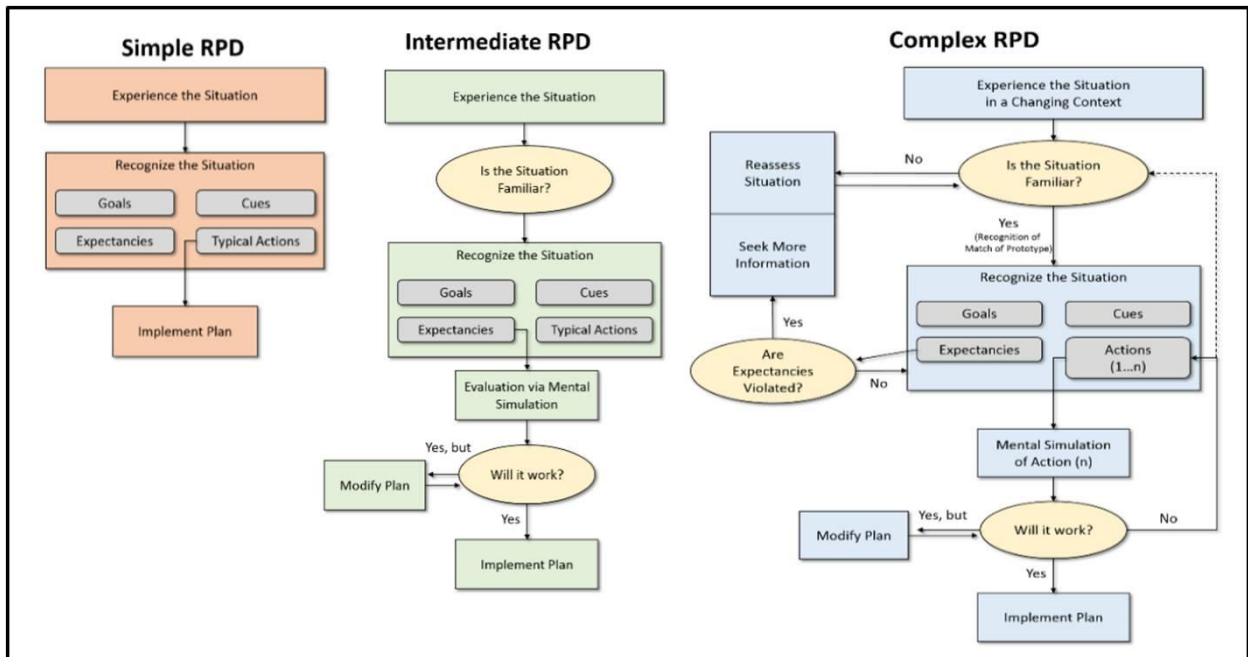 Simple RPD
Experience the Situation
Recognize the Situation
Goals
Cues
Expectancies
Typical Actions
Implement Plan
Intermediate RPD
Experience the Situation
Is the Situation
Familiar?
Recognize the Situation
Goals
Cues
Expectancies
Typical Actions
Evaluation via Mental
Simulation
Yes, but
Will it work?
Modify Plan
Yes
Implement Plan
Complex RPD
Experience the Situation
in a Changing Context
No
Is the Situation
Familiar?
Reassess
Situation
Seek More
Information
Yes
(Recognition of
Match of Prototype)
Recognize the Situation
Goals
Cues
Expectancies
Actions
(1...n)
Yes
Are
Expectancies
Violated?
No
Mental Simulation
of Action (n)
Yes, but
Will it work?
No
Modify Plan
Yes
Implement Plan